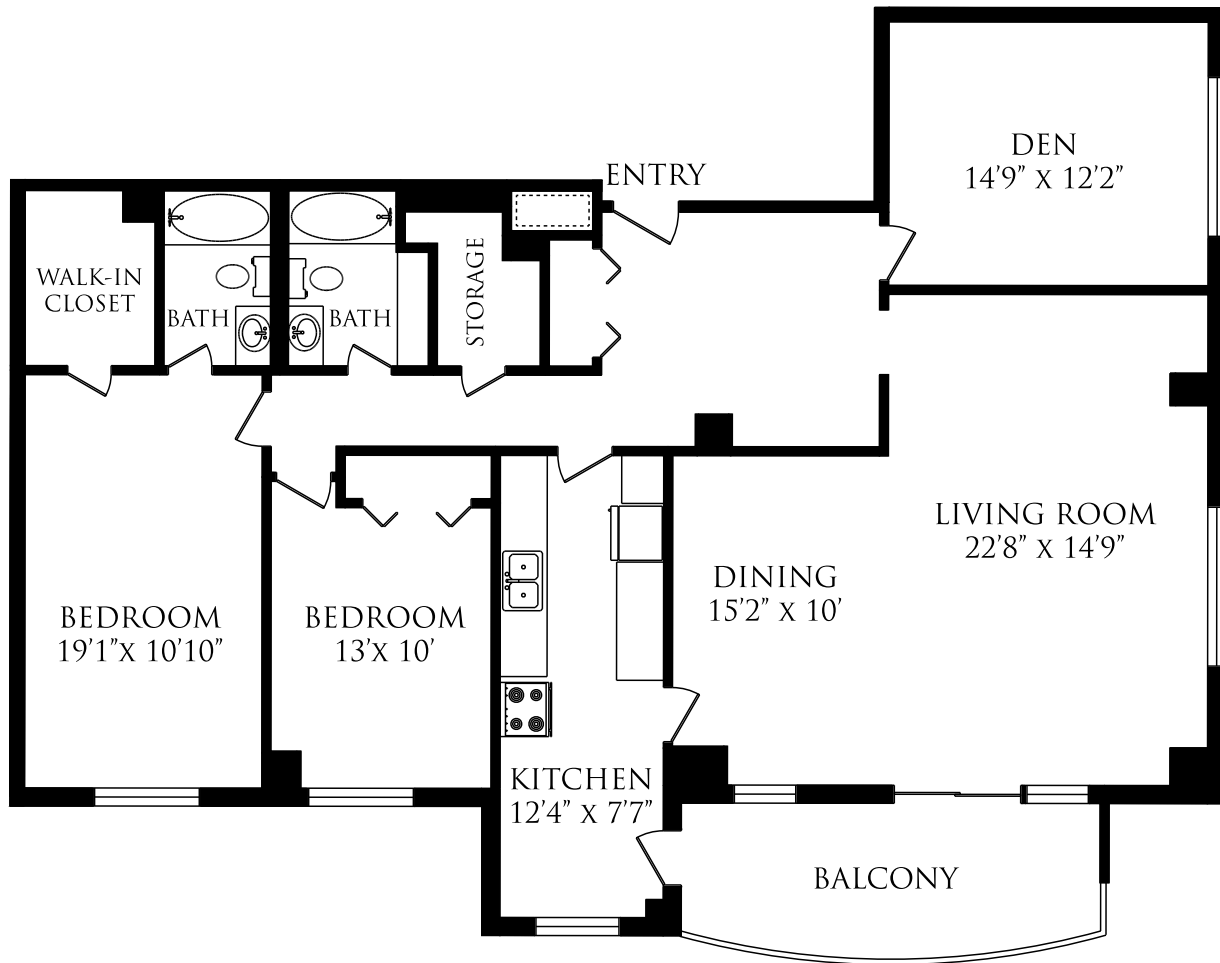 DEN
14'9” X 12'2”
ENTRY
WALK-IN
CLOSET
BATH
BATH
STORAGE
LIVING ROOM
22'8” X 14'9”
DINING
15'2” X 10'
BEDROOM
19'1”X 10'10”
BEDROOM
13'X 10'
KITCHEN
12'4” X 7'7”
BALCONY